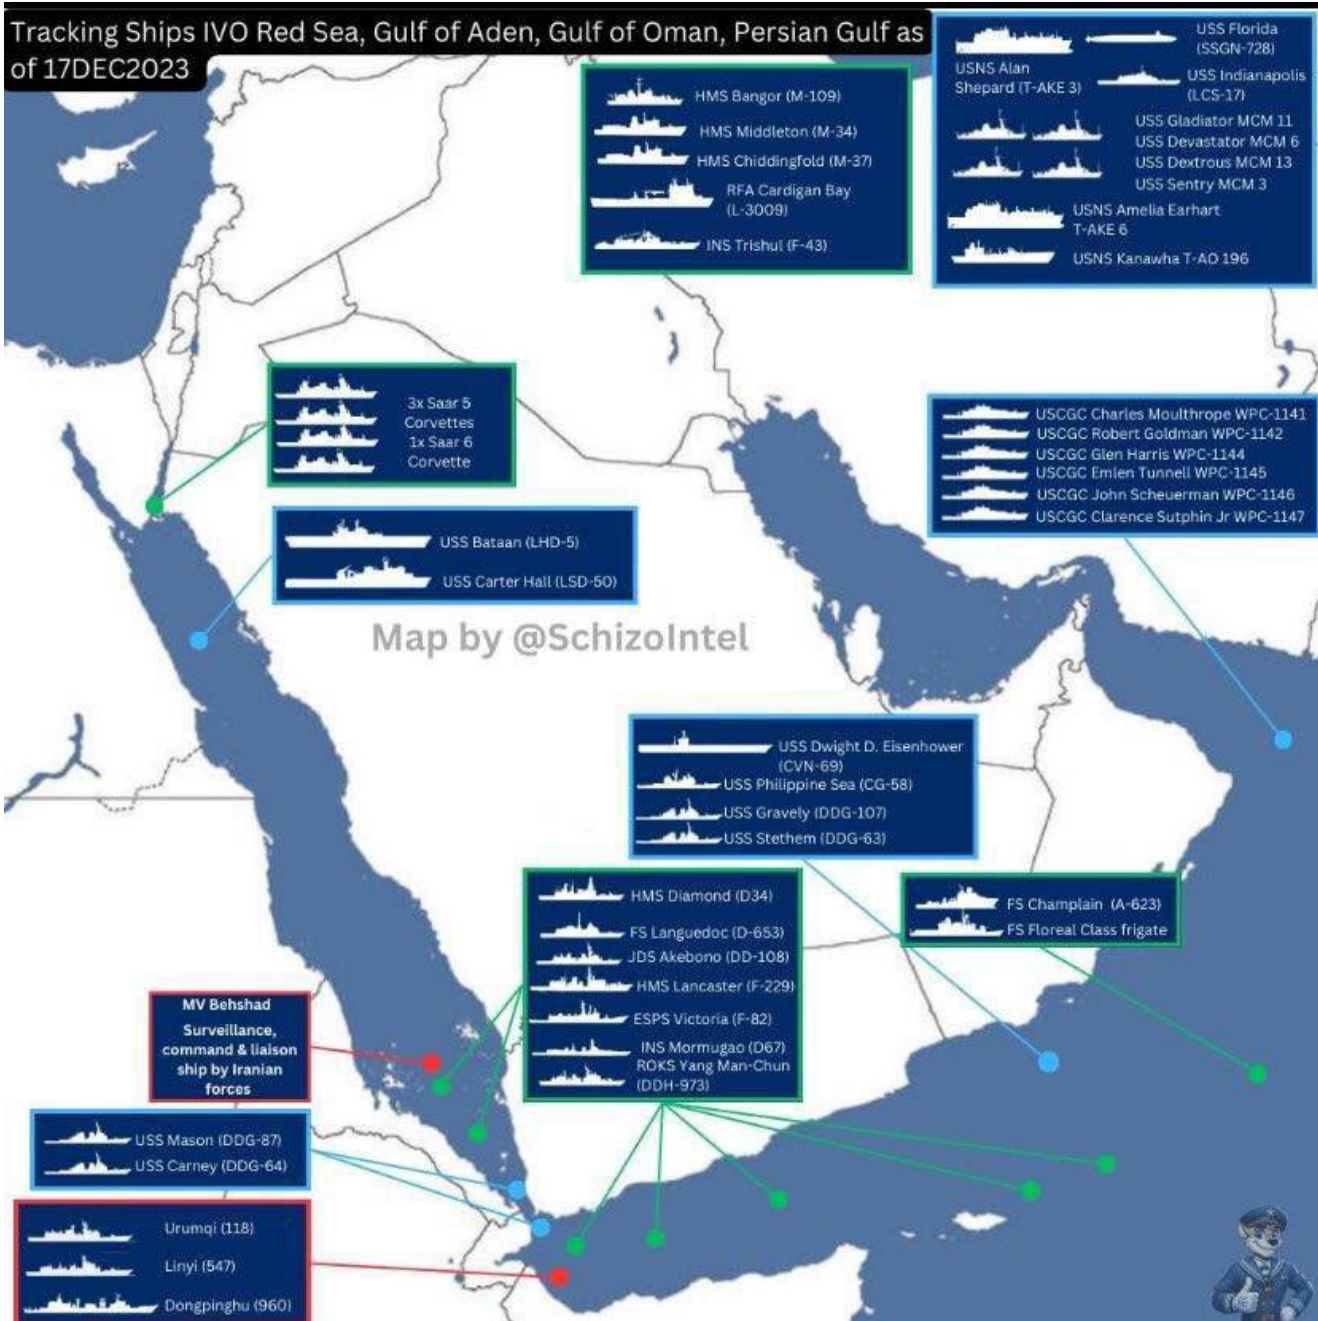 Tracking Ships IVO Red Sea, Gulf of Aden, Gulf of Oman, Persian Gulf as
of 17DEC2023
HMS Bangor (M-109)
HMS Middleton (M-34)
HMS Chiddingfold (M-37)
RFA Cardigan Bay
(L-3009)
INS Trishul (F-43)
USS Florida
(SSGN-728)
USNS Alan
Shepard (T-AKE 3)
USS Indianapolis
(LCS-17)
USS Gladiator MCM 11
USS Devastator MCM 6
USS Dextrous MCM 13
USS Sentry MCM 3
USNS Amelia Earhart
T-AKE 6
USNS Kanawha T-AO 196
3x Saar 5
Corvettes
1x Saar 6
Corvette
USCGC Charles Moulthrope WPC-1141
USCGC Robert Goldman WPC-1142
USCGC Glen Harris WPC-1144
USCGC Emlen Tunnell WPC-1145
USCGC John Scheuerman WPC-1146
USCGC Clarence Sutphin Jr WPC-1147
USS Bataan (LHD-5)
USS Carter Hall (LSD-50)
Map by @SchizoIntel
USS Dwight D. Eisenhower
(CVN-69)
USS Philippine Sea (CG-58)
USS Gravely (DDG-107)
USS Stethem (DDG-63)
HMS Diamond (D34)
FS Languedoc (D-653)
JDS Akebono (DD-108)
HMS Lancaster (F-229)
ESPS Victoria (F-82)
INS Mormugao (D67)
ROKS Yang Man-Chun
(DDH-973)
FS Champlain (A-623)
FS Floreal Class frigate
MV Behshad
Surveillance,
command & liaison
ship by Iranian
forces
USS Mason (DDG-87)
USS Carney (DDG-64)
Urumqi (118)
Linyi (547)
Dongpinghu (960)